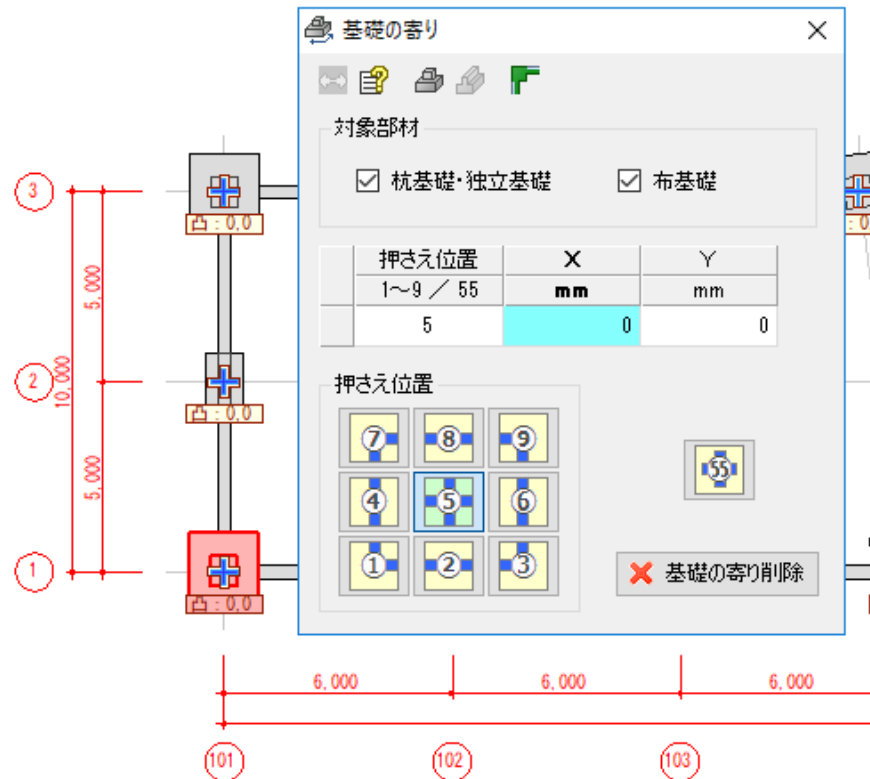 基礎の寄り
対象部材
杭基礎・独立基礎
布基礎
押さえ位置 X Y
1～9 ／ 55 mm mm
5 0 0
押さえ位置
7 8 9
4 5 6
1 2 3
55
基礎の寄り削除
3
凸 : 0,0
5,000
2
10,000
凸 : 0,0
5,000
1
凸 : 0,0
6,000 6,000 6,000
101 102 103